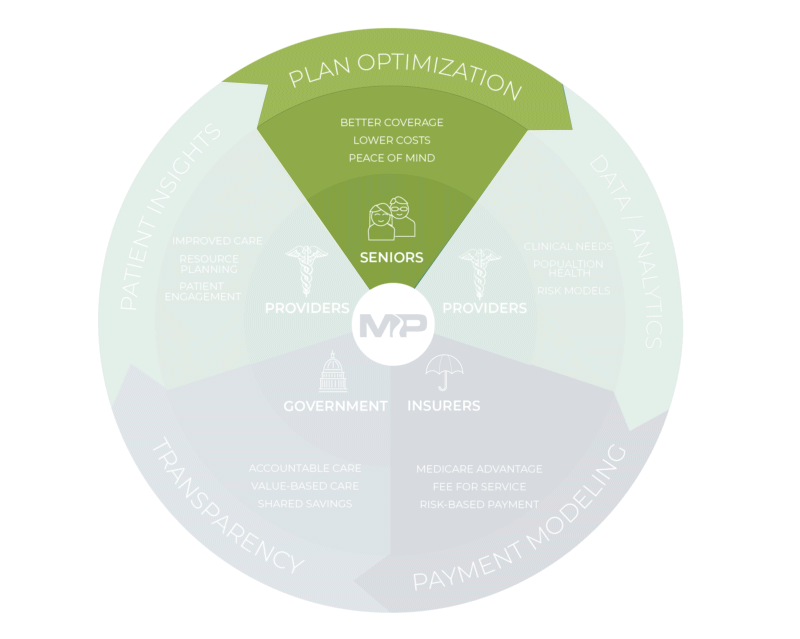 PLAN OPTIMIZATION
BETTER COVERAGE
LOWER COSTS
PEACE OF MIND
SENIORS
DATA / ANALYTICS
CLINICAL NEEDS
POPUALTION
HEALTH
RISK MODELS
PROVIDERS
PAYMENT MODELING
INSURERS
MEDICARE ADVANTAGE
FEE FOR SERVICE
RISK-BASED PAYMENT
TRANSPARENCY
GOVERNMENT
ACCOUNTABLE CARE
VALUE-BASED CARE
SHARED SAVINGS
PATIENT INSIGHTS
IMPROVED CARE
RESOURCE
PLANNING
PATIENT
ENGAGEMENT
PROVIDERS
MP